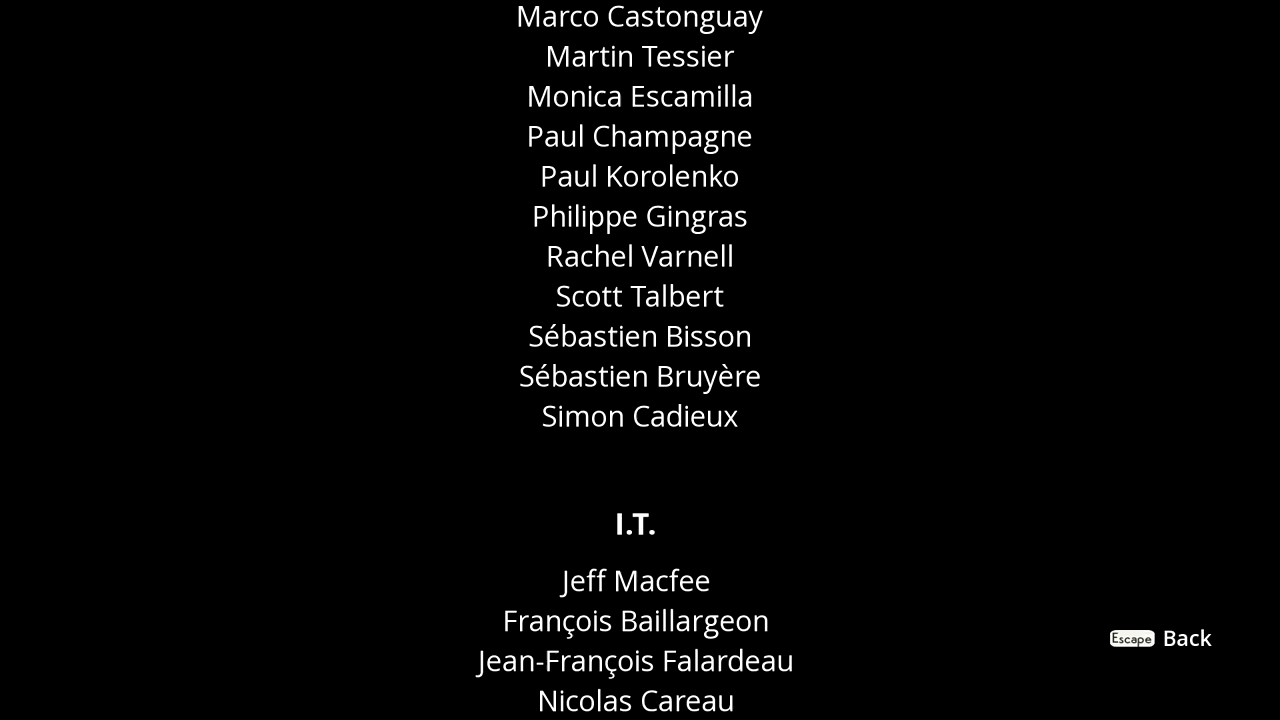 Marco Castonguay
Martin Tessier
Monica Escamilla
Paul Champagne
Paul Korolenko
Philippe Gingras
Rachel Varnell
Scott Talbert
Sébastien Bisson
Sébastien Bruyère
Simon Cadieux
I.T.
Jeff Macfee
François Baillargeon
Jean-François Falardeau
Nicolas Careau
Escape Back